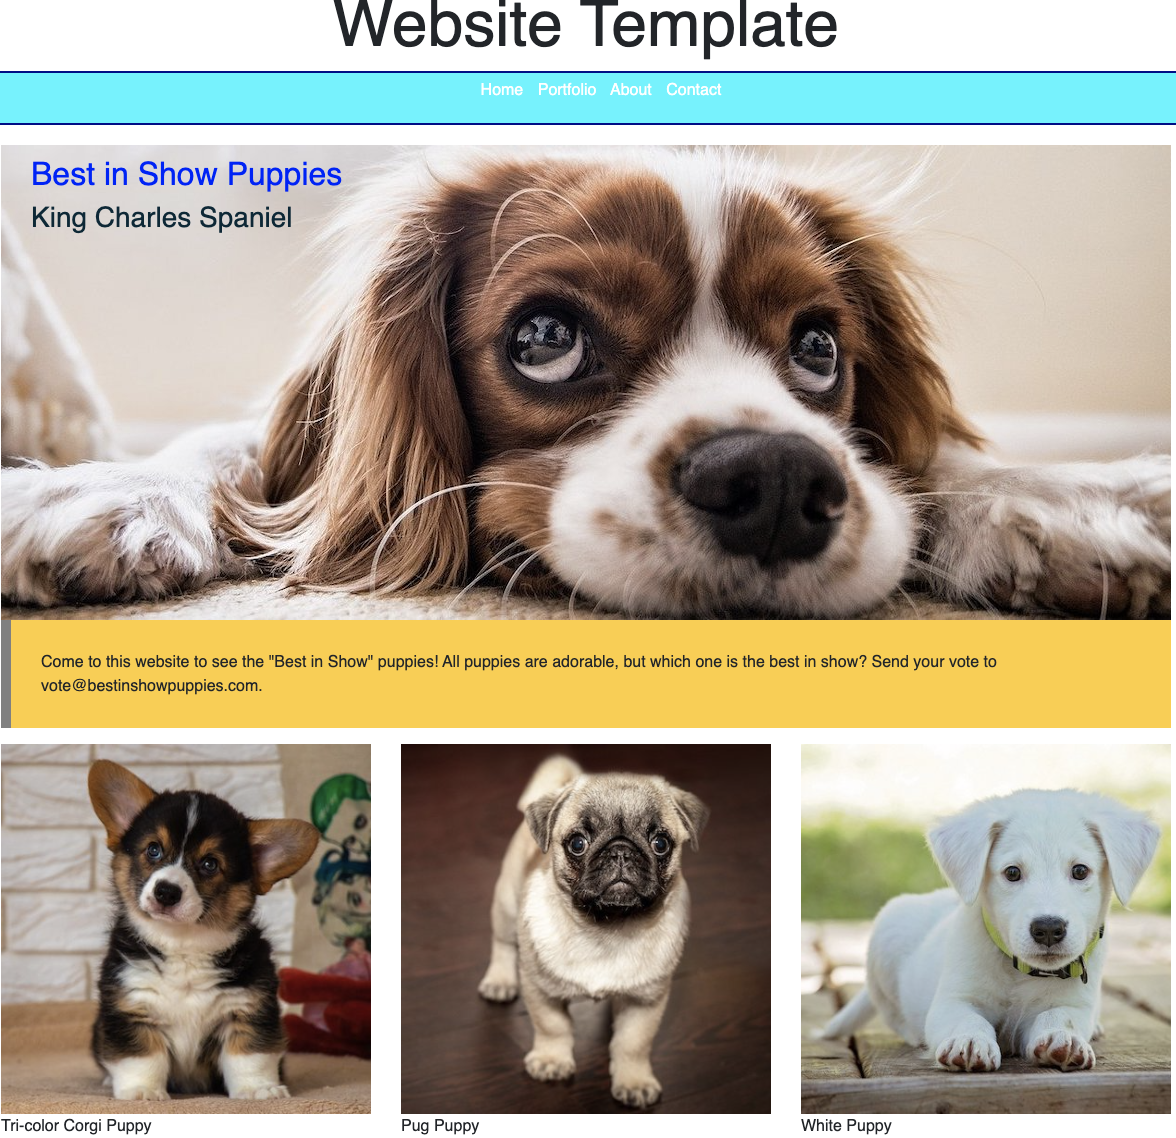 Website Template
Home Portfolio About Contact
Best in Show Puppies
King Charles Spaniel
Come to this website to see the "Best in Show" puppies! All puppies are adorable, but which one is the best in show? Send your vote to
vote@bestinshowpuppies.com.
Tri-color Corgi Puppy
Pug Puppy
White Puppy